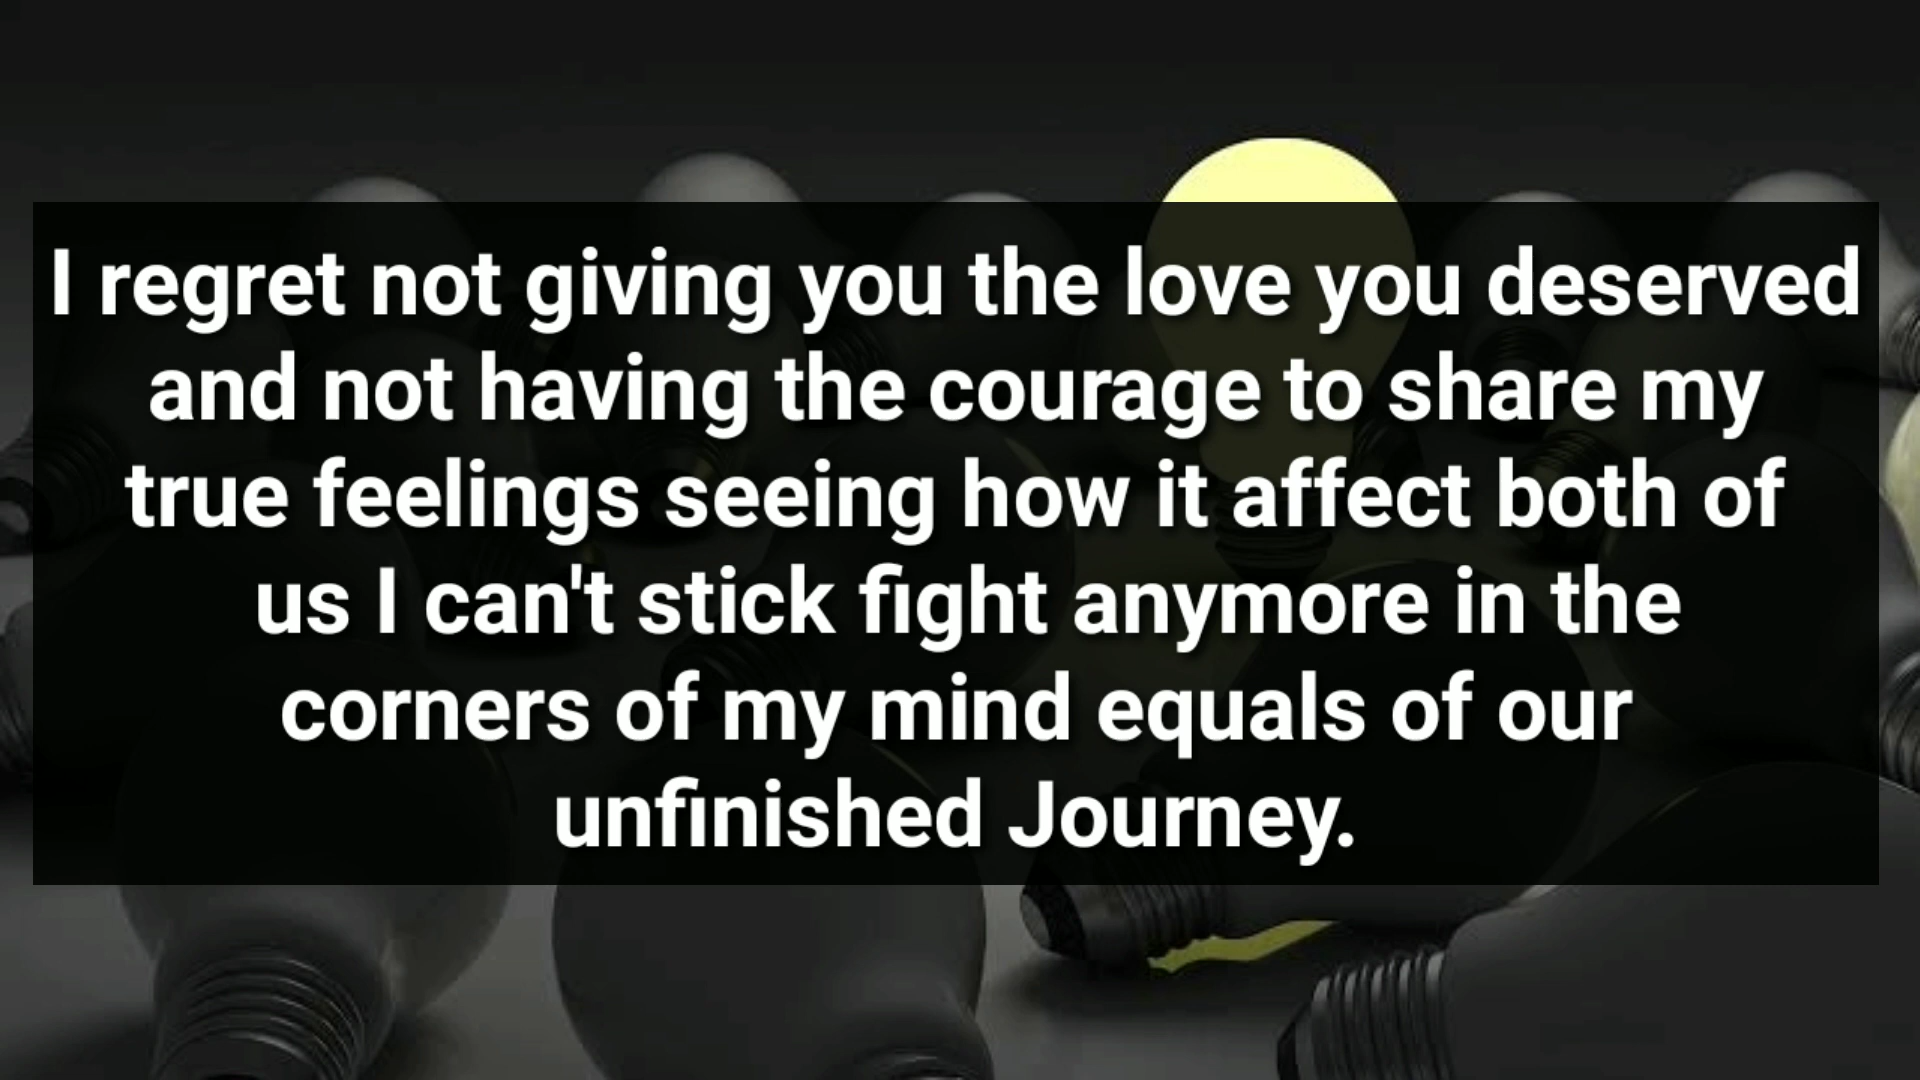 I regret not giving you the love you deserved
and not having the courage to share my
true feelings seeing how it affect both of
us I can't stick fight anymore in the
corners of my mind equals of our
unfinished Journey.